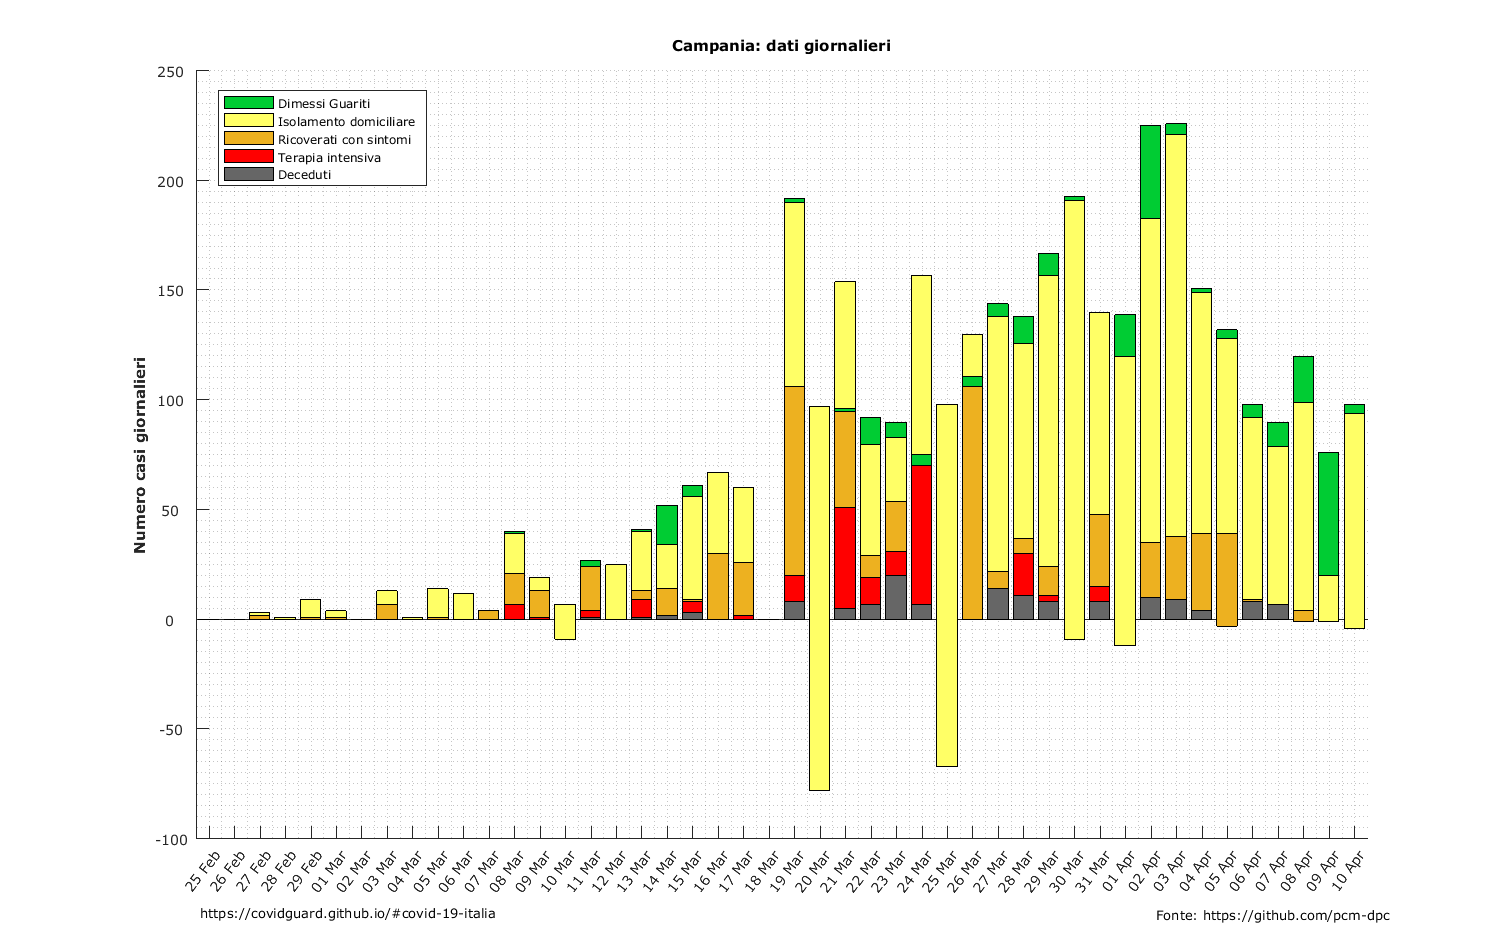 Campania: dati giornalieri
250
200
150
100
50
0
-50
-100
Numero casi giornalieri
Dimessi Guariti
Isolamento domiciliare
Ricoverati con sintomi
Terapia intensiva
Deceduti
25 Feb
26 Feb
27 Feb
28 Feb
29 Feb
01 Mar
02 Mar
03 Mar
04 Mar
05 Mar
06 Mar
07 Mar
08 Mar
09 Mar
10 Mar
11 Mar
12 Mar
13 Mar
14 Mar
15 Mar
16 Mar
17 Mar
18 Mar
19 Mar
20 Mar
21 Mar
22 Mar
23 Mar
24 Mar
25 Mar
26 Mar
27 Mar
28 Mar
29 Mar
30 Mar
31 Mar
01 Apr
02 Apr
03 Apr
04 Apr
05 Apr
06 Apr
07 Apr
08 Apr
09 Apr
10 Apr
https://covidguard.github.io/#covid-19-italia
Fonte: https://github.com/pcm-dpc